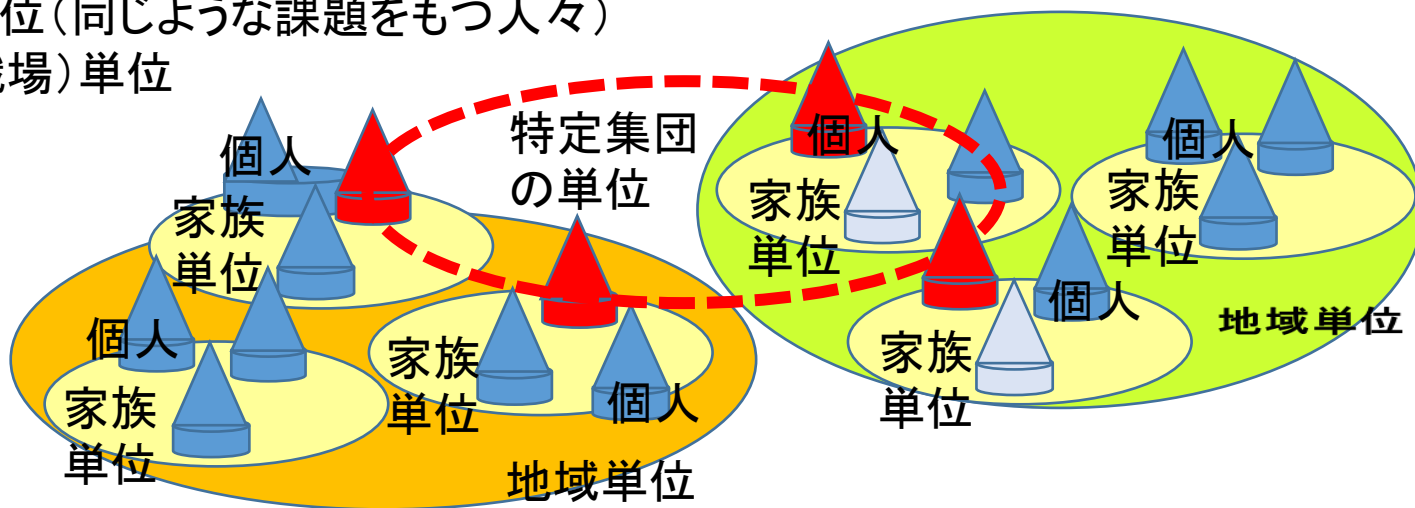 位（同じような課題をもつ人々）
場）単位
特定集団
の単位
個人
家族
単位
個人
家族
単位
家族
単位
個人
地域単位
個人
家族
単位
個人
家族
単位
個人
家族
単位
地域単位